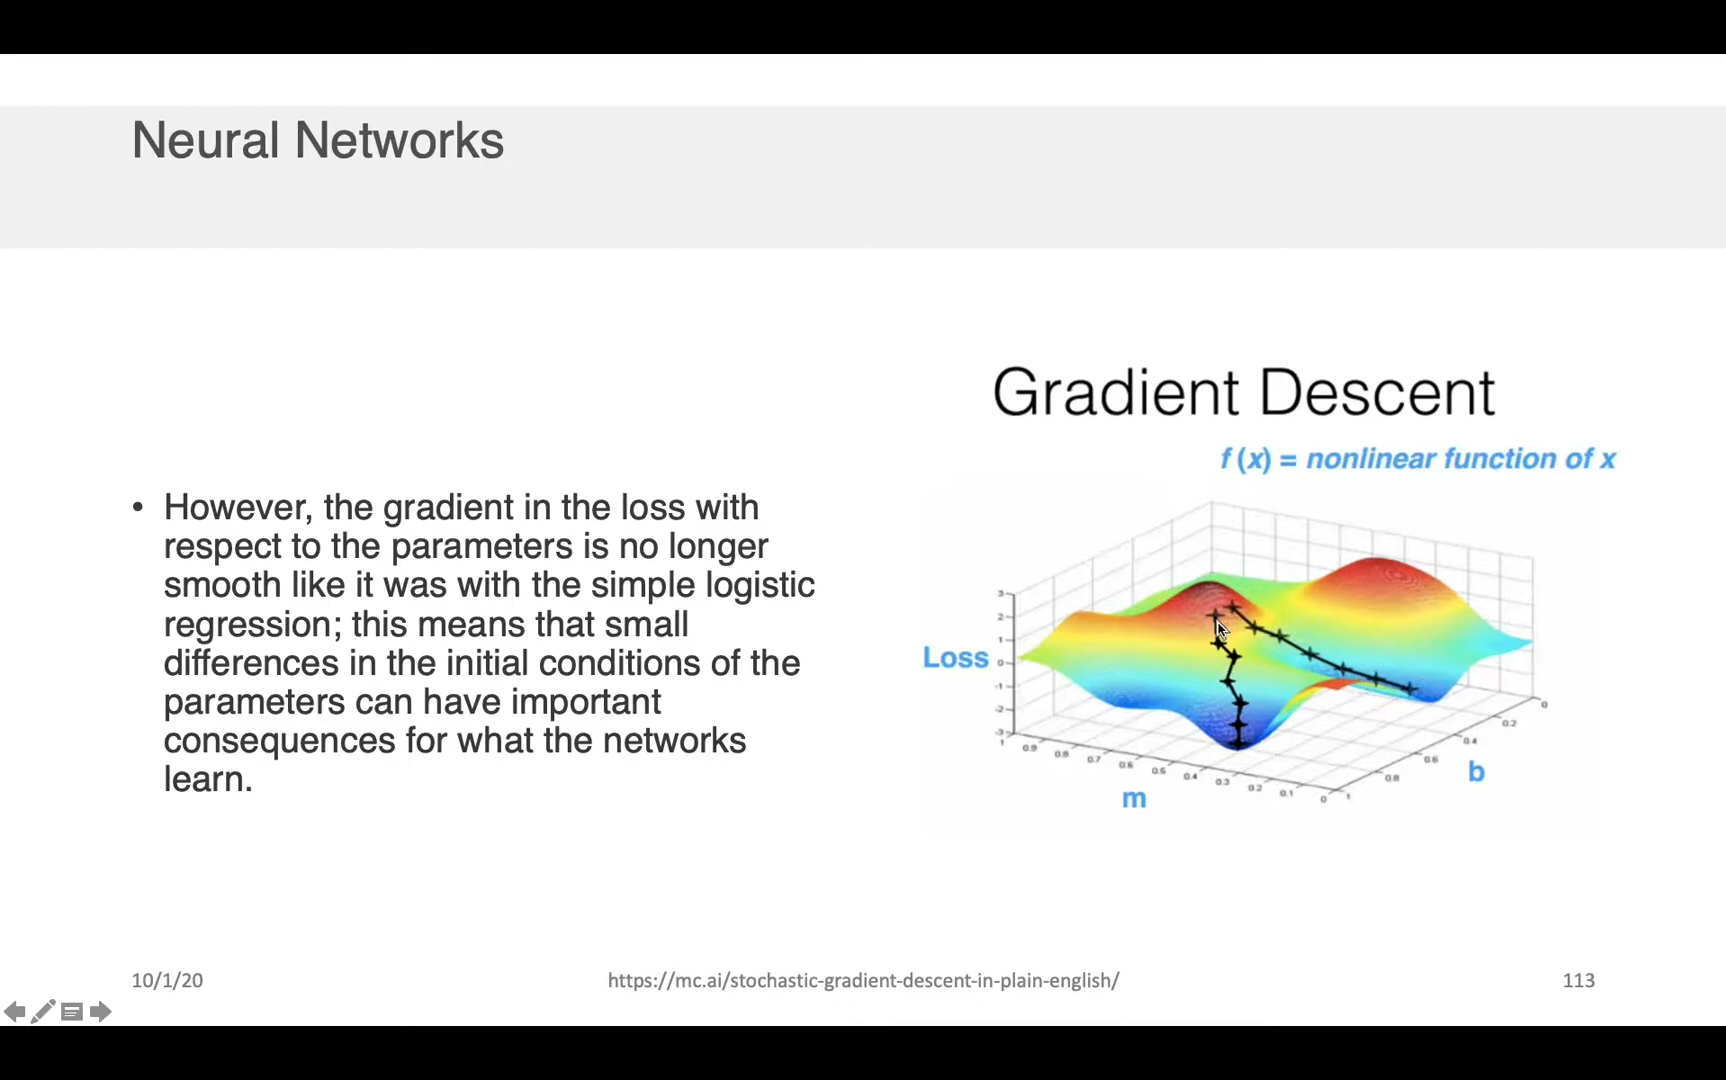 Neural Networks
• However, the gradient in the loss with
respect to the parameters is no longer
smooth like it was with the simple logistic
regression; this means that small
differences in the initial conditions of the
parameters can have important
consequences for what the networks
learn.
Gradient Descent
f (x) = nonlinear function of x
Loss
3
2
1
0
-1
-2
-3
1
0.9
0.8
0.7
0.6
0.5
0.4
0.3
0.2
0.1
0
m
1
0.8
0.6
0.4
0.2
0
b
10/1/20
https://mc.ai/stochastic-gradient-descent-in-plain-english/
113